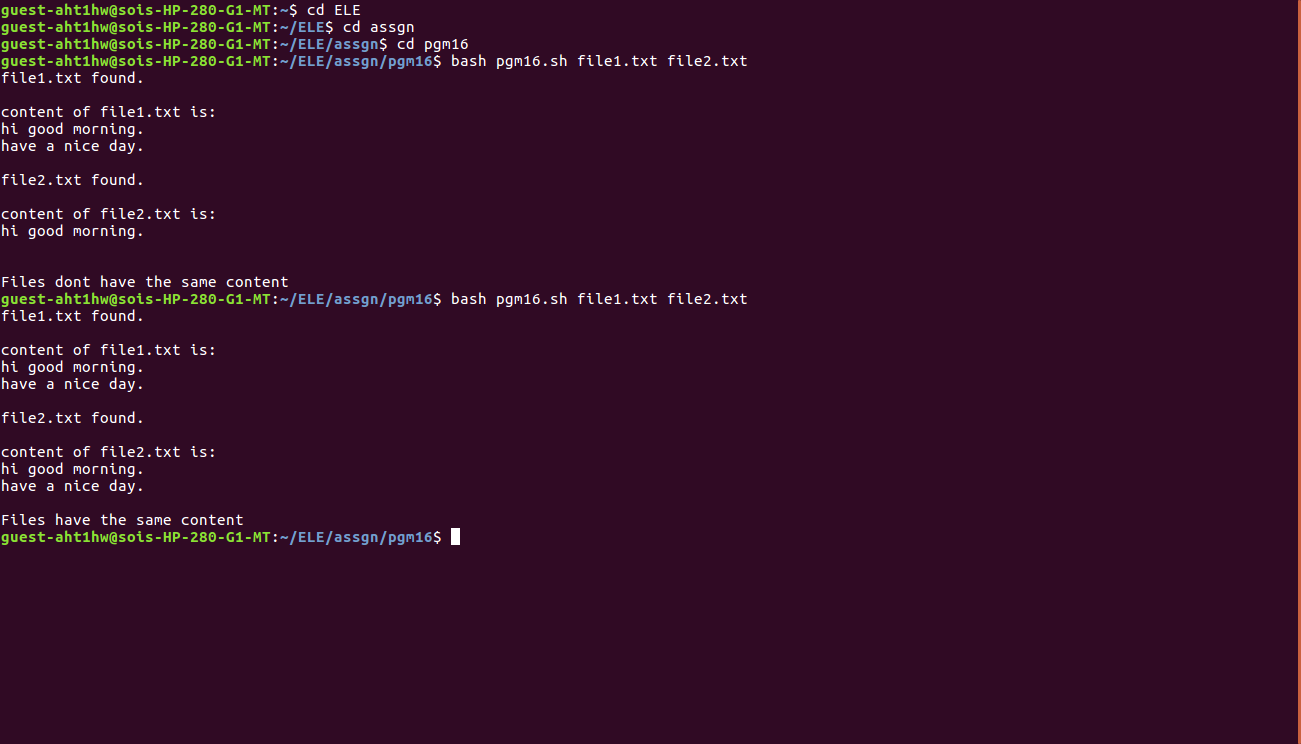 guest-aht1hw@sois-HP-280-G1-MT:~$ cd ELE
guest-aht1hw@sois-HP-280-G1-MT:~/ELE$ cd assgn
guest-aht1hw@sois-HP-280-G1-MT:~/ELE/assgn$ cd pgm16
guest-aht1hw@sois-HP-280-G1-MT:~/ELE/assgn/pgm16$ bash pgm16.sh file1.txt file2.txt
file1.txt found.

content of file1.txt is:
hi good morning.
have a nice day.

file2.txt found.

content of file2.txt is:
hi good morning.


Files dont have the same content
guest-aht1hw@sois-HP-280-G1-MT:~/ELE/assgn/pgm16$ bash pgm16.sh file1.txt file2.txt
file1.txt found.

content of file1.txt is:
hi good morning.
have a nice day.

file2.txt found.

content of file2.txt is:
hi good morning.
have a nice day.

Files have the same content
guest-aht1hw@sois-HP-280-G1-MT:~/ELE/assgn/pgm16$